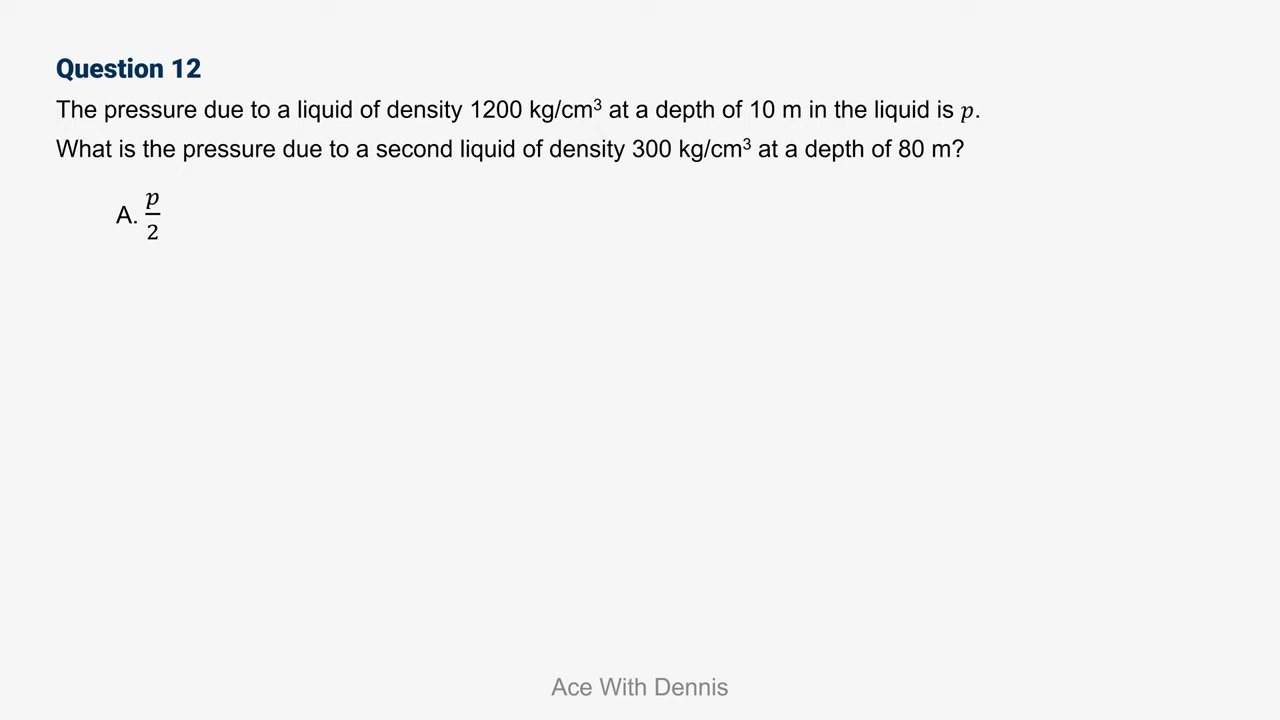 Question 12
The pressure due to a liquid of density 1200 kg/cm³ at a depth of 10 m in the liquid is 𝑝.
What is the pressure due to a second liquid of density 300 kg/cm³ at a depth of 80 m?
A. 𝑝/2
Ace With Dennis